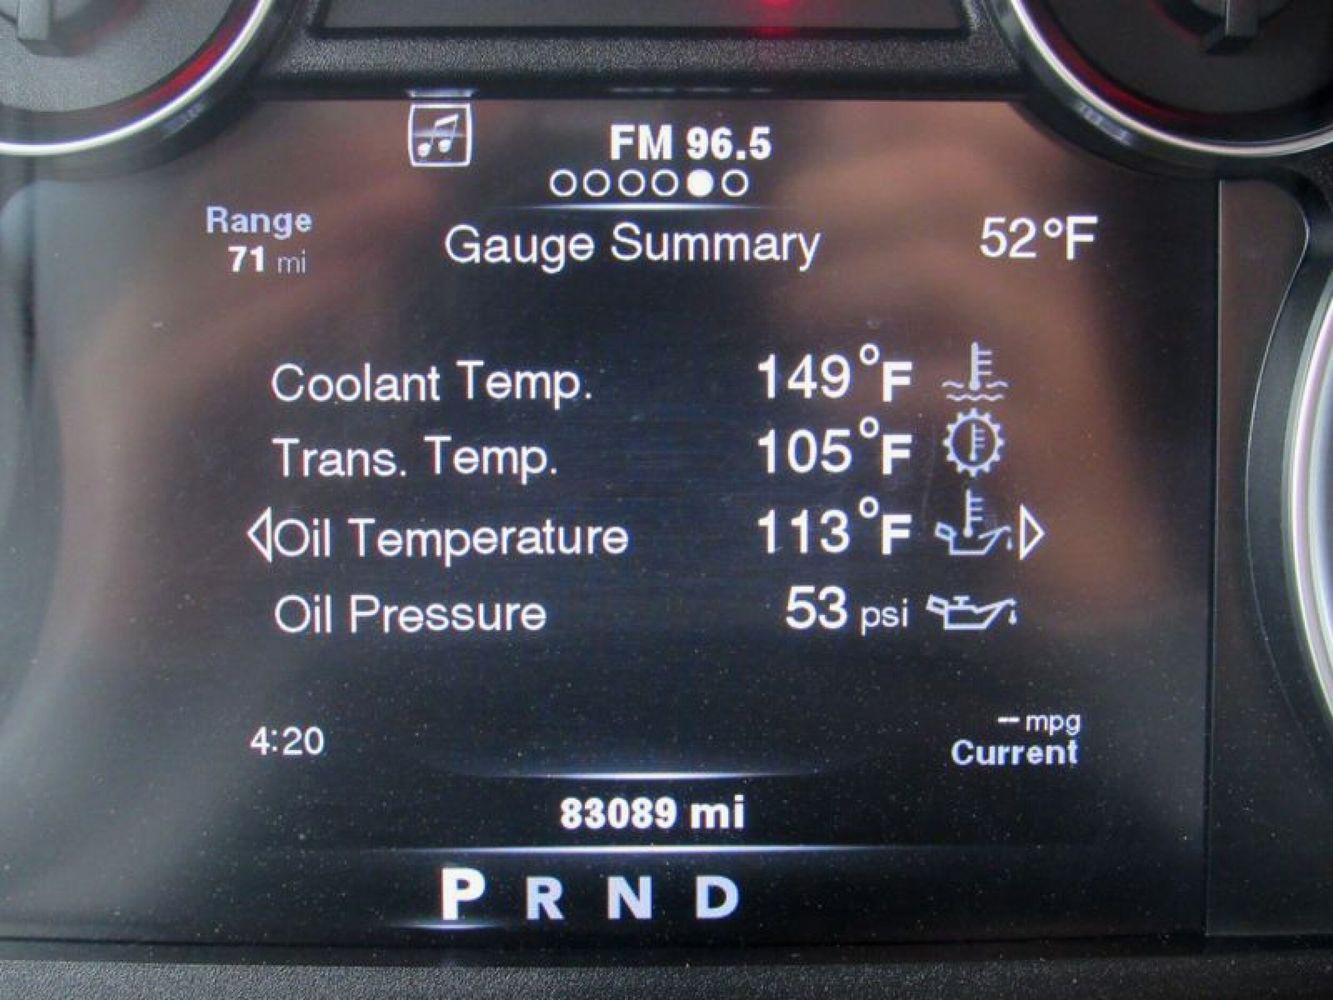 FM 96.5
Range
71 mi
Gauge Summary
52°F
Coolant Temp. 149°F
Trans. Temp. 105°F
Oil Temperature 113°F
Oil Pressure 53 psi
4:20
-- mpg
Current
83089 mi
P R N D